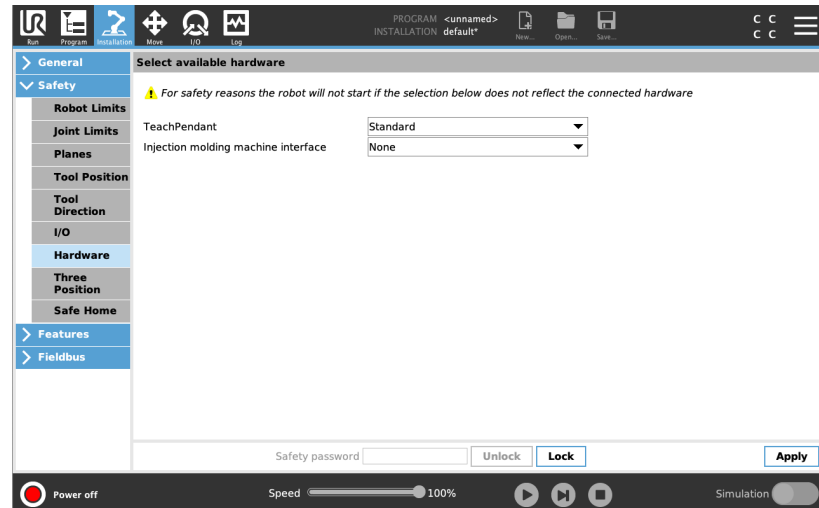 PROGRAM <unnamed>
INSTALLATION default*
UR
Run
Program
Installation
Move
I/O
Log
New...
Open...
Save...
C C
C C
General
Select available hardware
Safety
For safety reasons the robot will not start if the selection below does not reflect the connected hardware
Robot Limits
Joint Limits
Planes
Tool Position
Tool
Direction
I/O
Hardware
Three
Position
Safe Home
Features
Fieldbus
TeachPendant
Standard
Injection molding machine interface
None
Safety password
Unlock
Lock
Apply
Power off
Speed
100%
Simulation